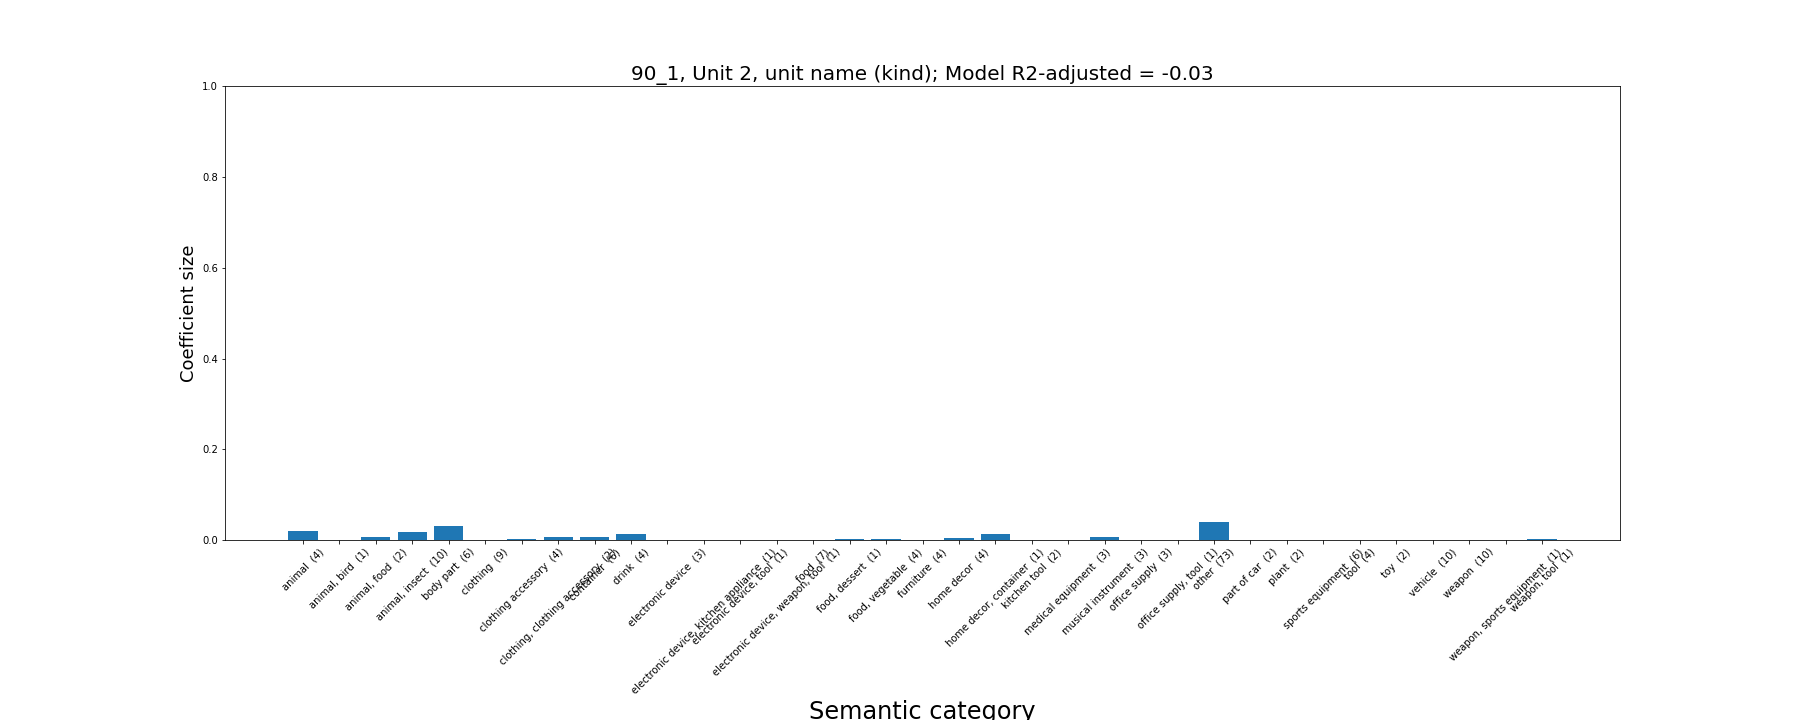 90_1, Unit 2, unit name (kind); Model R2-adjusted = -0.03
1.0
0.8
0.6
0.4
0.2
0.0
Coefficient size
animal (4)
animal, bird (1)
animal, food (2)
animal, insect (10)
body part (6)
clothing (9)
clothing accessory (4)
clothing, clothing accessory (2)
container (6)
drink (4)
electronic device (3)
electronic device, kitchen appliance (1)
electronic device, tool (1)
electronic device, weapon, tool (1)
food (7)
food, dessert (1)
food, vegetable (4)
furniture (4)
home decor (4)
home decor, container (1)
kitchen tool (2)
medical equipment (3)
musical instrument (3)
office supply (3)
office supply, tool (1)
other (73)
part of car (2)
plant (2)
sports equipment (6)
tool (4)
toy (2)
vehicle (10)
weapon (10)
weapon, sports equipment (1)
weapon, tool (1)
Semantic category